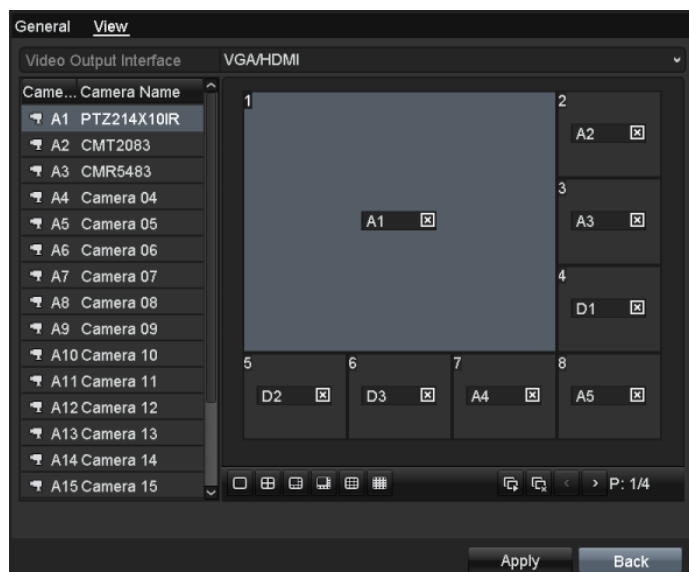 General View
Video Output Interface VGA/HDMI
Came... Camera Name
A1 PTZ214X10IR
A2 CMT2083
A3 CMR5483
A4 Camera 04
A5 Camera 05
A6 Camera 06
A7 Camera 07
A8 Camera 08
A9 Camera 09
A10 Camera 10
A11 Camera 11
A12 Camera 12
A13 Camera 13
A14 Camera 14
A15 Camera 15
1
A1
2
A2
3
A3
4
D1
5
D2
6
D3
7
A4
8
A5
P: 1/4
Apply Back